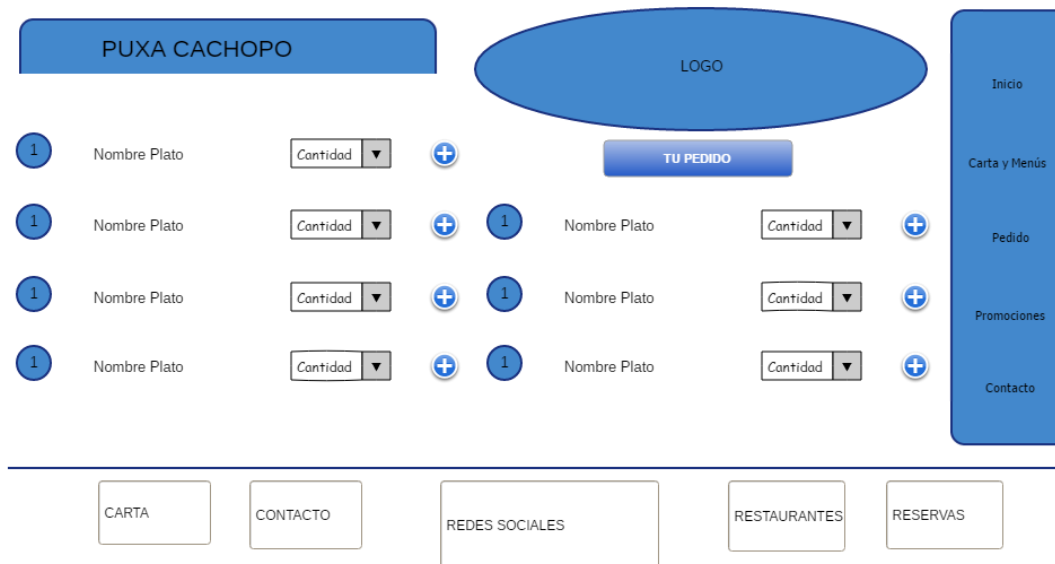 PUXA CACHOPO
LOGO
Inicio
Carta y Menús
Pedido
Promociones
Contacto
1 Nombre Plato Cantidad
TU PEDIDO
1 Nombre Plato Cantidad
1 Nombre Plato Cantidad
1 Nombre Plato Cantidad
1 Nombre Plato Cantidad
1 Nombre Plato Cantidad
1 Nombre Plato Cantidad
CARTA
CONTACTO
REDES SOCIALES
RESTAURANTES
RESERVAS